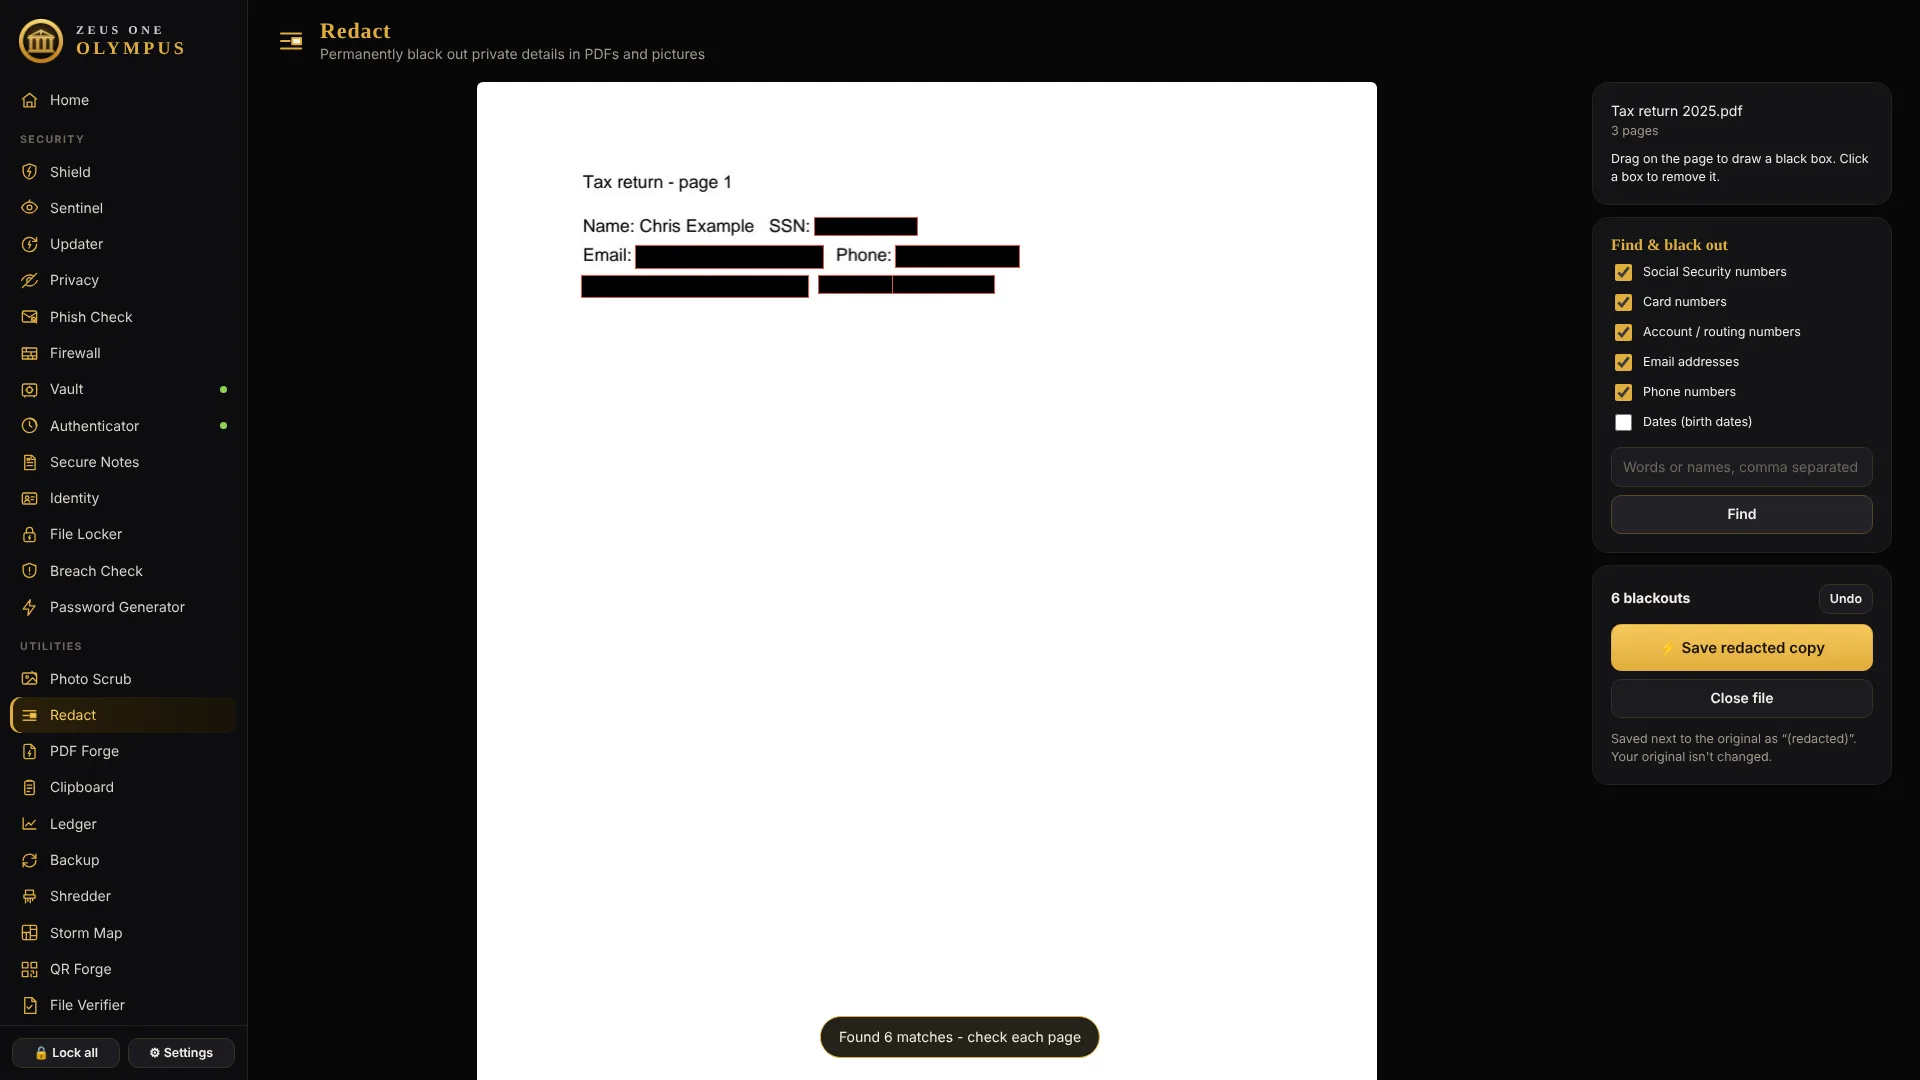 ZEUS ONE
OLYMPUS
Home
SECURITY
Shield
Sentinel
Updater
Privacy
Phish Check
Firewall
Vault
Authenticator
Secure Notes
Identity
File Locker
Breach Check
Password Generator
UTILITIES
Photo Scrub
Redact
PDF Forge
Clipboard
Ledger
Backup
Shredder
Storm Map
QR Forge
File Verifier
Lock all
Settings
Redact
Permanently black out private details in PDFs and pictures
Tax return - page 1
Name: Chris Example SSN:
Email: Phone:
Found 6 matches - check each page
Tax return 2025.pdf
3 pages
Drag on the page to draw a black box. Click
a box to remove it.
Find & black out
Social Security numbers
Card numbers
Account / routing numbers
Email addresses
Phone numbers
Dates (birth dates)
Words or names, comma separated
Find
6 blackouts
Undo
⚡ Save redacted copy
Close file
Saved next to the original as “(redacted)”.
Your original isn't changed.